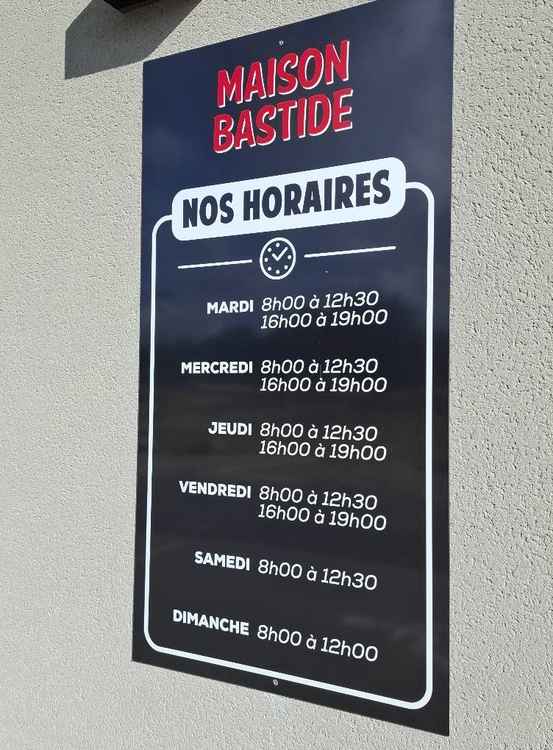 MAISON
BASTIDE
NOS HORAIRES
MARDI 8h00 à 12h30
16h00 à 19h00
MERCREDI 8h00 à 12h30
16h00 à 19h00
JEUDI 8h00 à 12h30
16h00 à 19h00
VENDREDI 8h00 à 12h30
16h00 à 19h00
SAMEDI 8h00 à 12h30
DIMANCHE 8h00 à 12h00